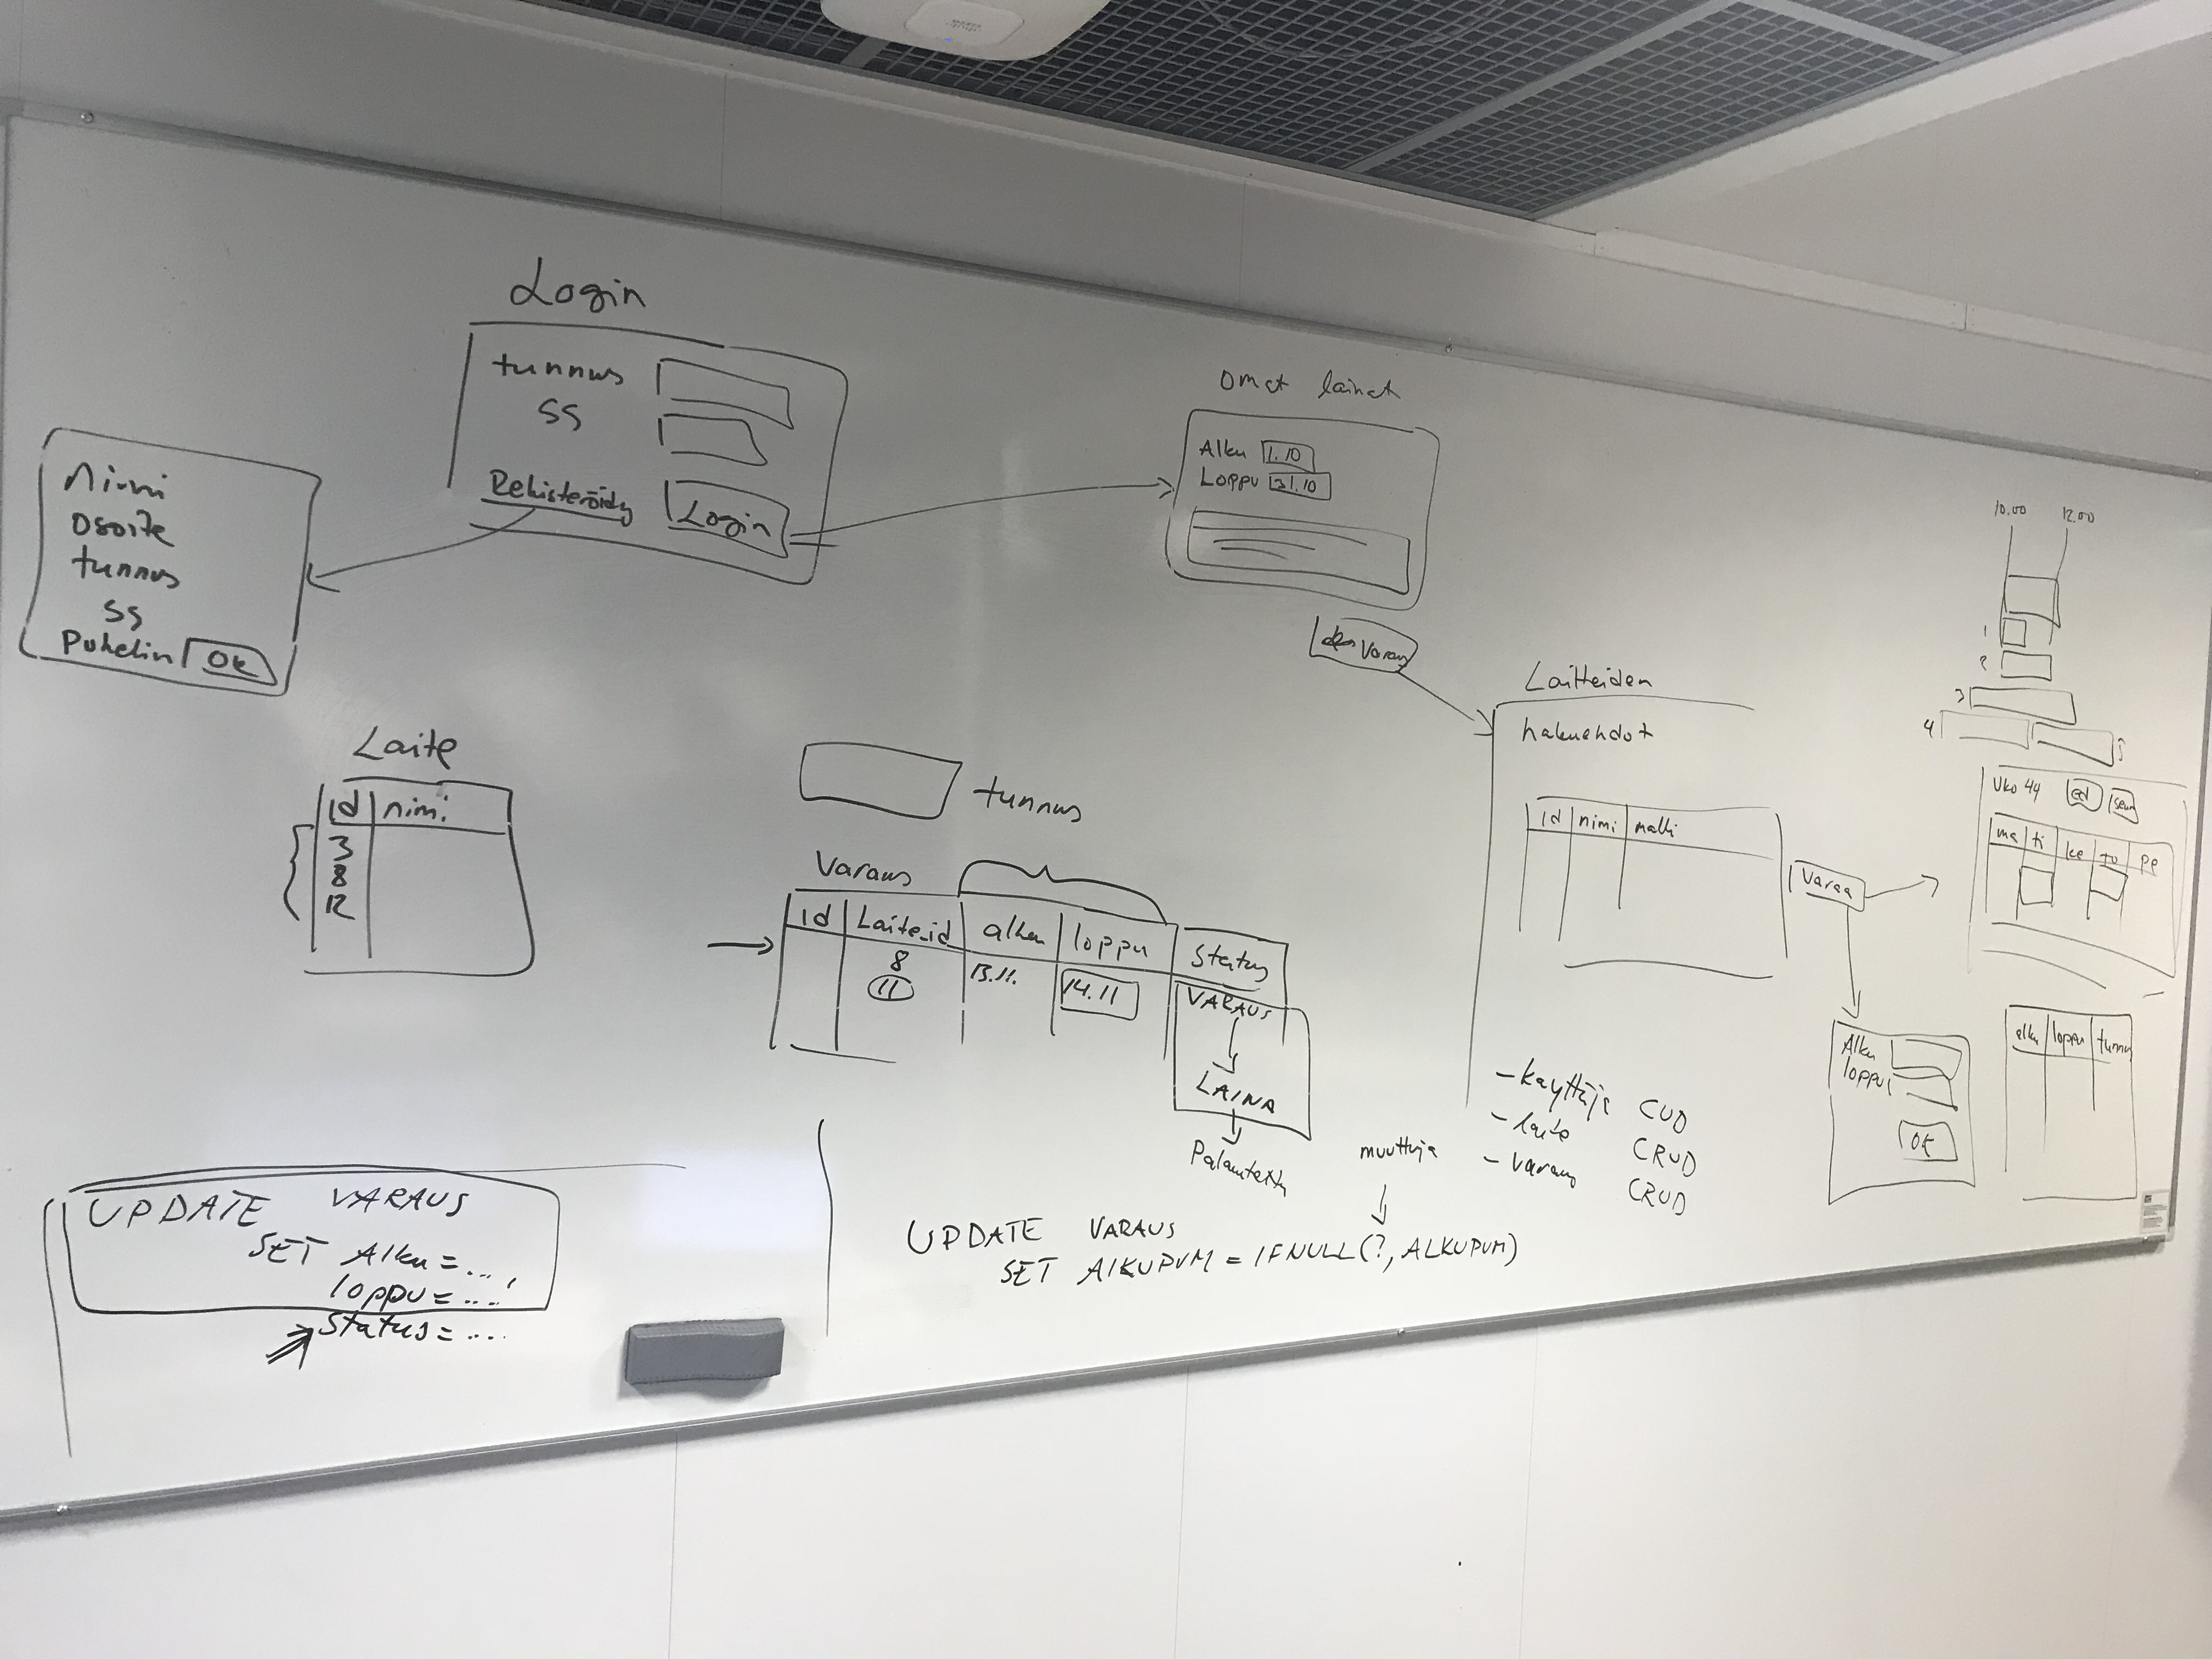 Login
tunnus
SS
Rekisteröidy
Login
nimi
osoite
tunnus
SS
Puhelin
OK
omat lainat
Alku 1.10
Loppu 31.10
Varaus
Laite
id nimi
3
8
12
tunnus
Varaus
id Laite_id alku loppu Status
8
11 13.11. 14.11
VARAUS
LAINA
Palautettu
Laitteiden
hakuehdot
id nimi malli
Varaa
10.00 12.00
1
2
3
4 5
Vko 44 ed seur
ma ti ke to pe
Alku
loppu
OK
alku loppu tunnus
- käyttäjä CUD
- laite CRUD
- varaus CRUD
muuttuja
UPDATE VARAUS
SET ALKUPVM = IFNULL(?, ALKUPVM)
UPDATE VARAUS
SET Alku = ...,
loppu = ....,
Status = ...